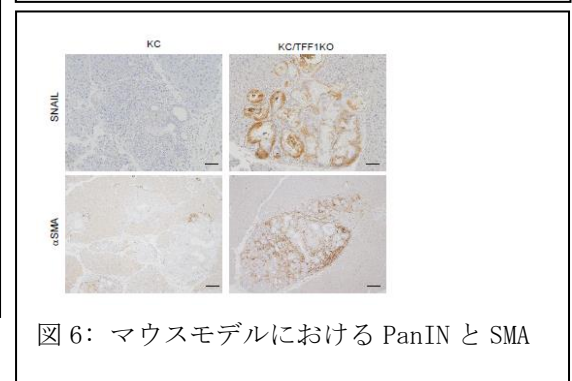 KC
KC/TFF1KO
SNAIL
αSMA
図 6: マウスモデルにおける PanIN と SMA